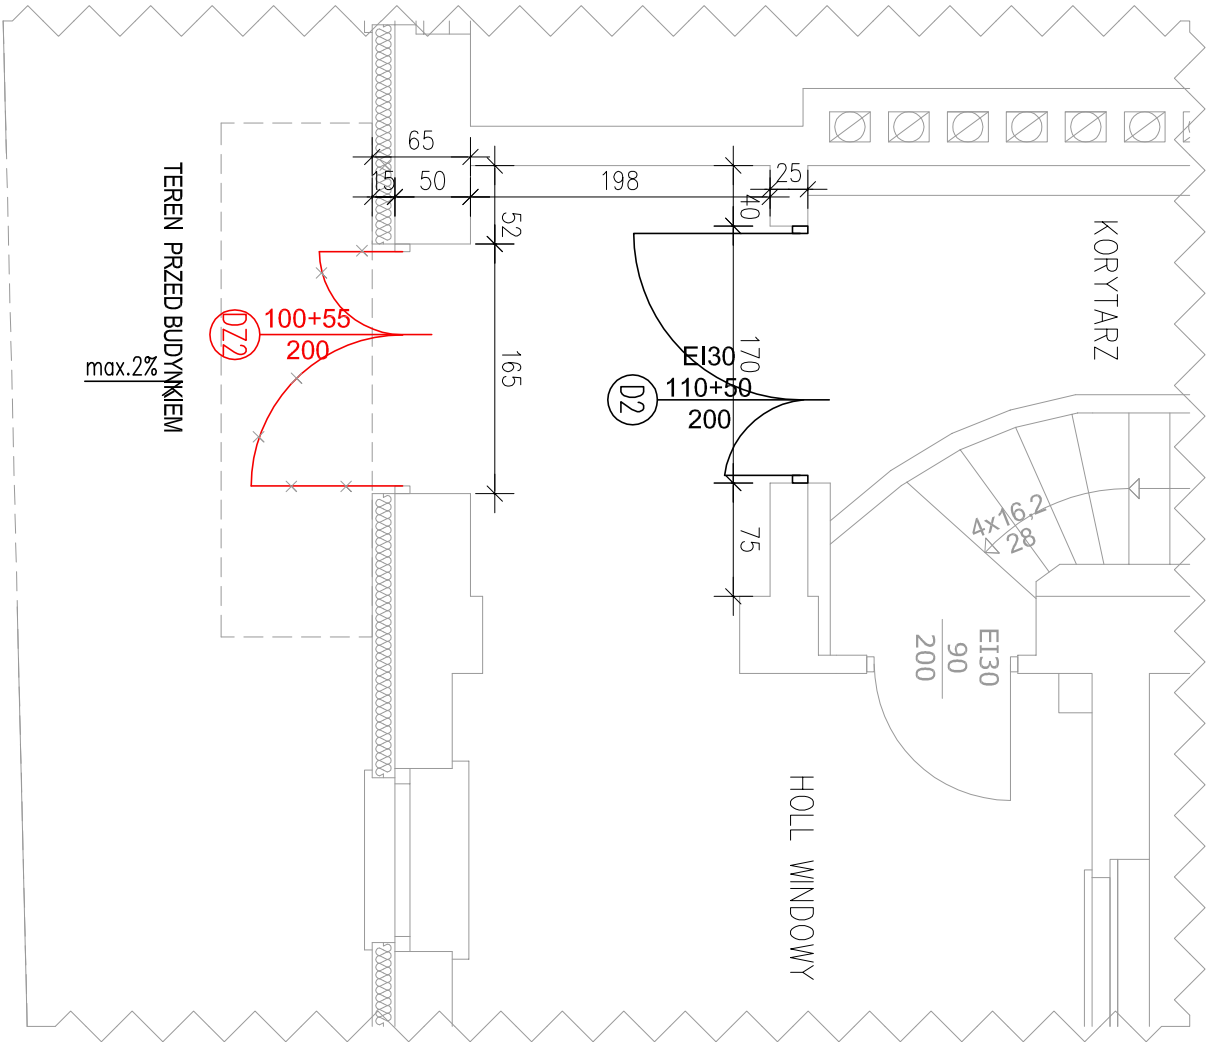 65
15
50
198
25
40
52
TEREN PRZED BUDYNKIEM
KORYTARZ
DZ2
100+55
200
max.2%
165
170
EI30
D2
110+50
200
75
4x16,2
28
EI30
90
200
HOLL WINDOWY